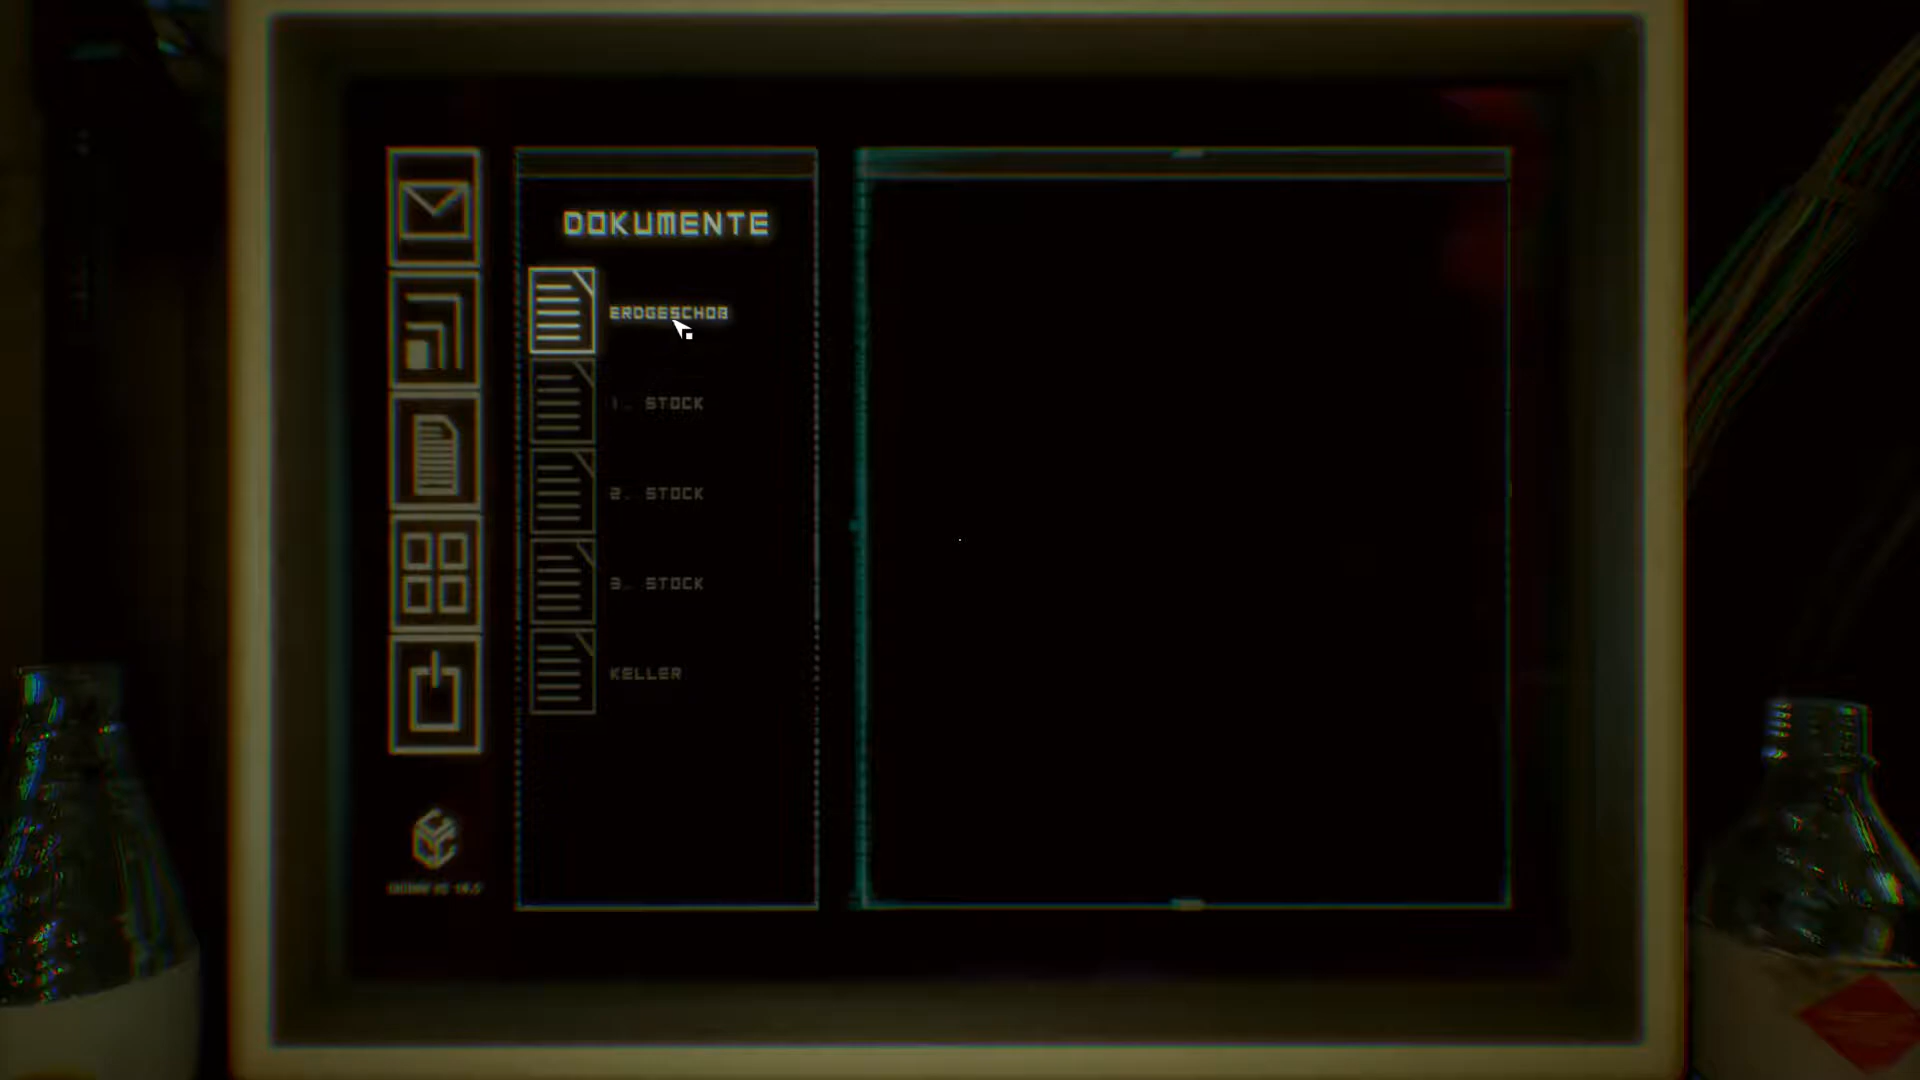 DOKUMENTE
ERDGESCHOß
1. STOCK
2. STOCK
3. STOCK
KELLER